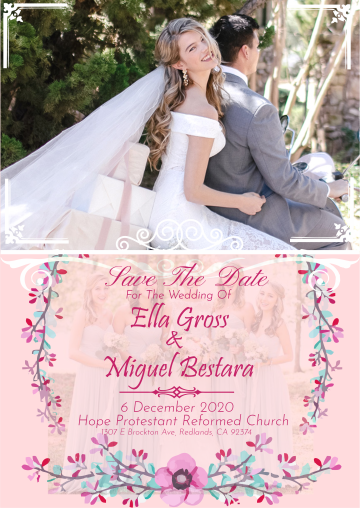 Save The Date
For The Wedding Of
Ella Gross
&
Miguel Bestara
6 December 2020
Hope Protestant Reformed Church
1307 E Brockton Ave, Redlands, CA 92374